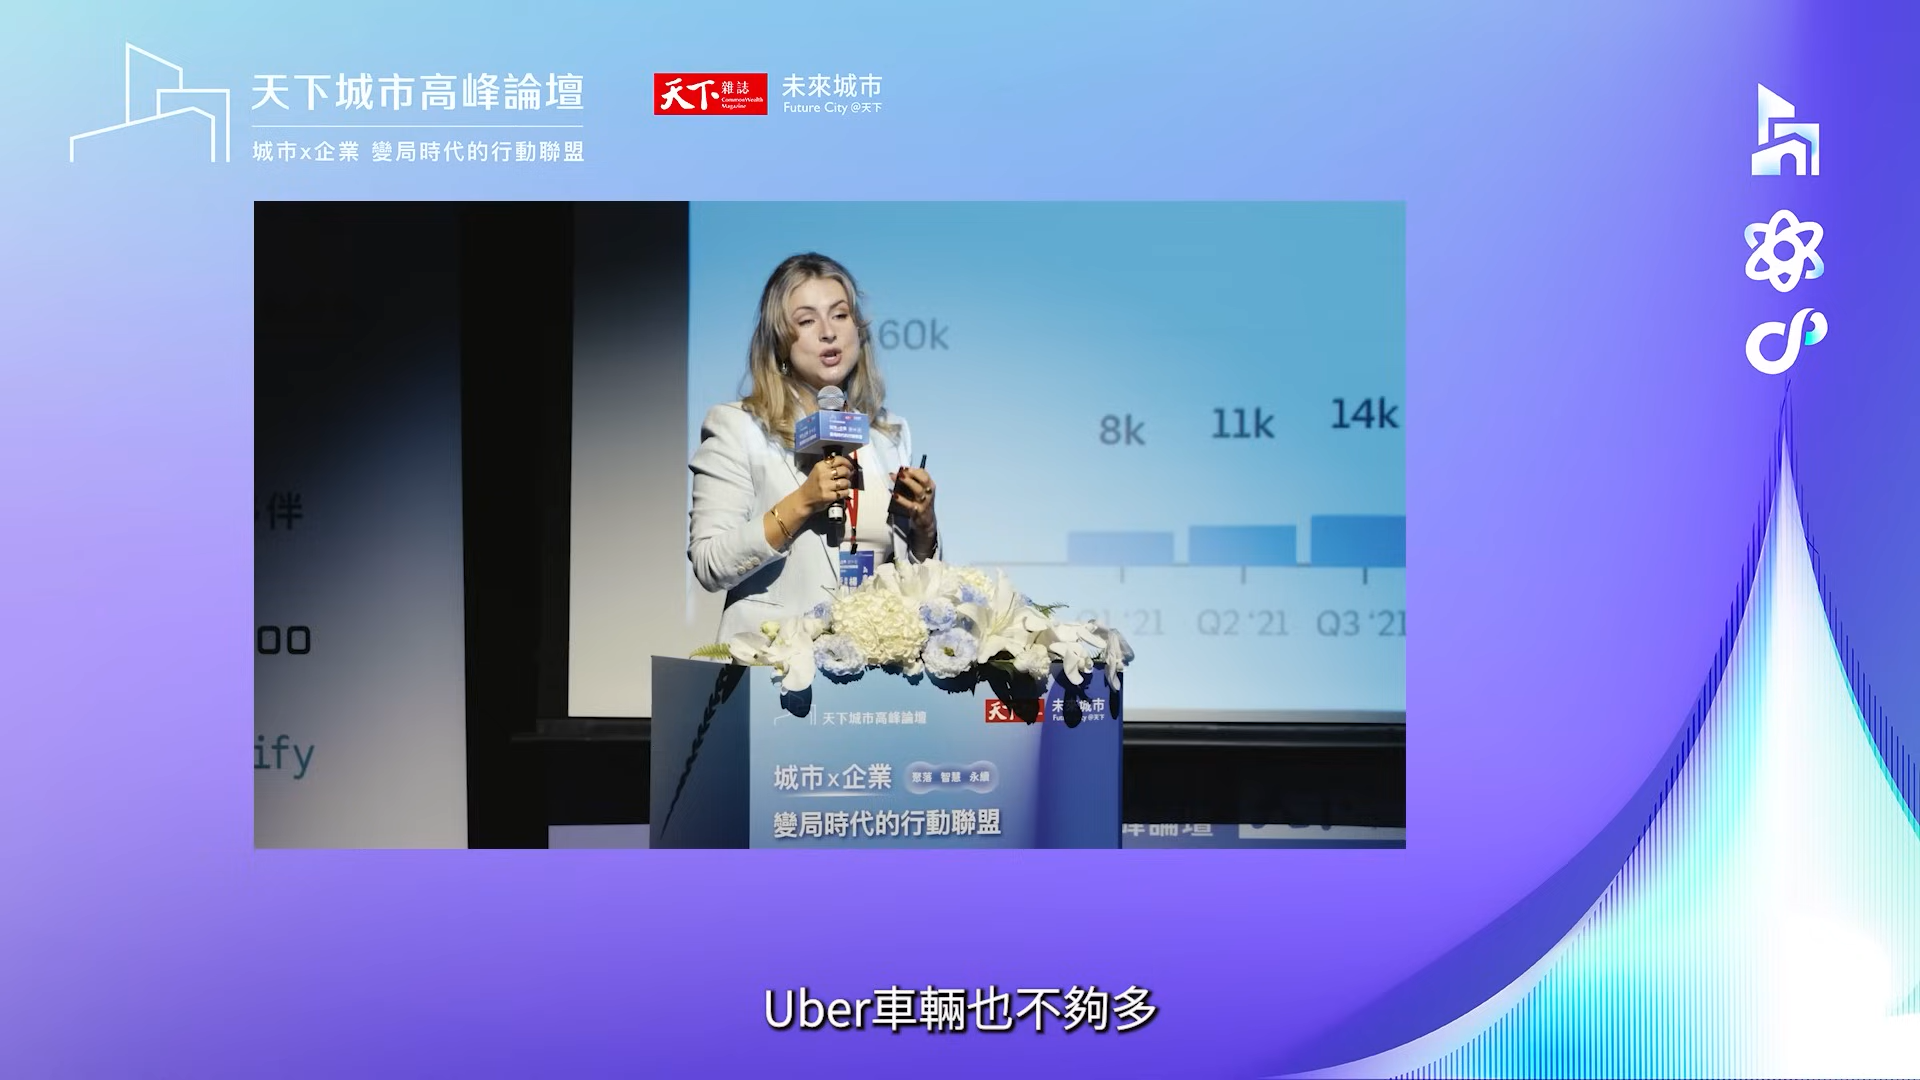 天下城市高峰論壇
城市x企業 變局時代的行動聯盟
天下雜誌
CommonWealth
Magazine
未來城市
Future City @天下
60k
8k
11k
14k
伴
00
ify
Q1 '21
Q2 '21
Q3 '21
天下城市高峰論壇
城市x企業
聚落 智慧 永續
變局時代的行動聯盟
Uber車輛也不夠多